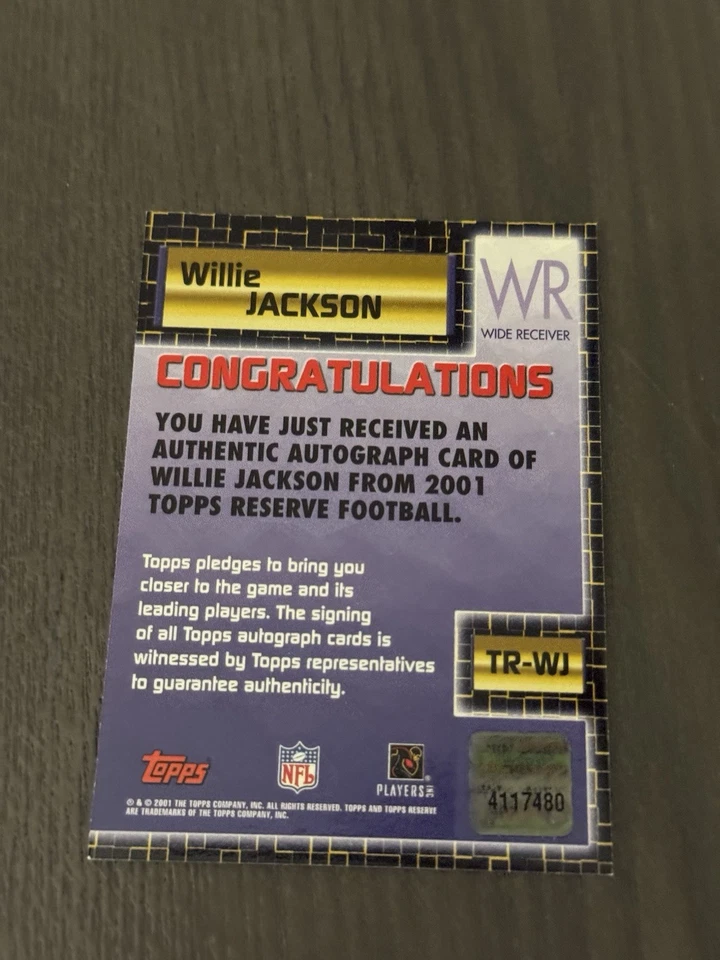 Willie
JACKSON
WR
WIDE RECEIVER
CONGRATULATIONS
YOU HAVE JUST RECEIVED AN
AUTHENTIC AUTOGRAPH CARD OF
WILLIE JACKSON FROM 2001
TOPPS RESERVE FOOTBALL.
Topps pledges to bring you
closer to the game and its
leading players. The signing
of all Topps autograph cards is
witnessed by Topps representatives
to guarantee authenticity.
TR-WJ
topps
NFL
PLAYERS INC
® & © 2001 THE TOPPS COMPANY, INC. ALL RIGHTS RESERVED. TOPPS AND TOPPS RESERVE
ARE TRADEMARKS OF THE TOPPS COMPANY, INC.
4117480